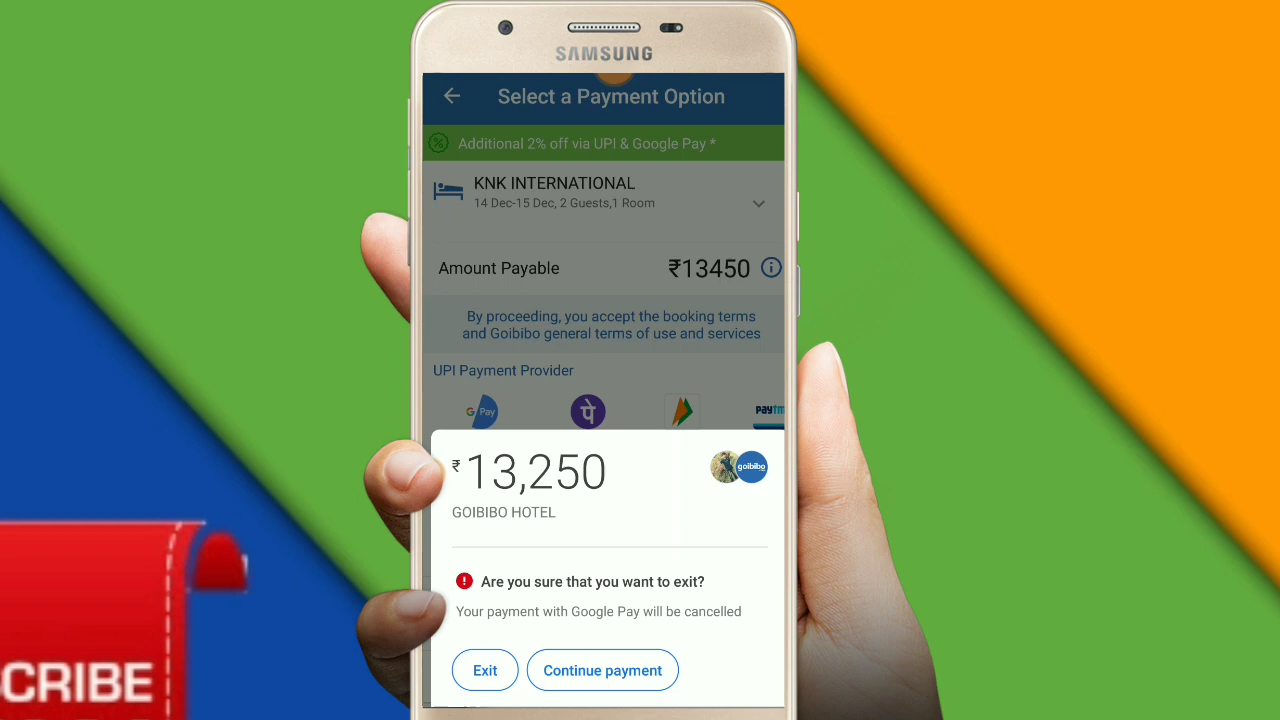 SAMSUNG
Select a Payment Option
Additional 2% off via UPI & Google Pay *
KNK INTERNATIONAL
14 Dec-15 Dec, 2 Guests,1 Room
Amount Payable
₹13450
By proceeding, you accept the booking terms
and Goibibo general terms of use and services
UPI Payment Provider
G Pay
पे
Paytm
₹13,250
goibibo
GOIBIBO HOTEL
Are you sure that you want to exit?
Your payment with Google Pay will be cancelled
Exit
Continue payment
CRIBE